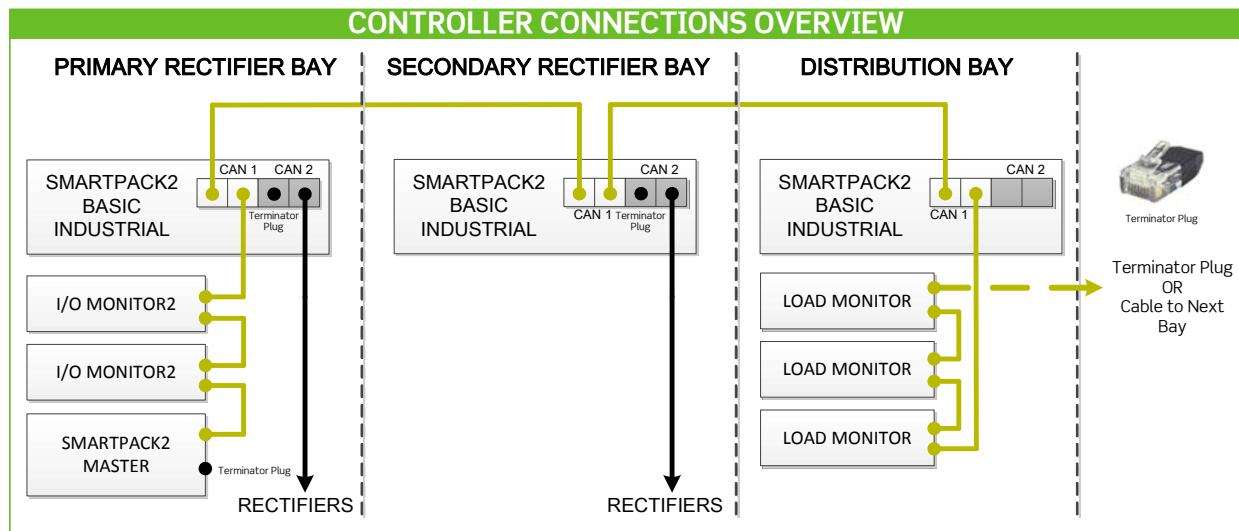 CONTROLLER CONNECTIONS OVERVIEW
PRIMARY RECTIFIER BAY
SMARTPACK2
BASIC
INDUSTRIAL
CAN 1
CAN 2
Terminator
Plug
I/O MONITOR2
I/O MONITOR2
SMARTPACK2
MASTER
Terminator Plug
RECTIFIERS
SECONDARY RECTIFIER BAY
SMARTPACK2
BASIC
INDUSTRIAL
CAN 2
CAN 1
Terminator
Plug
RECTIFIERS
DISTRIBUTION BAY
SMARTPACK2
BASIC
INDUSTRIAL
CAN 2
CAN 1
LOAD MONITOR
LOAD MONITOR
LOAD MONITOR
Terminator Plug
Terminator Plug
OR
Cable to Next
Bay